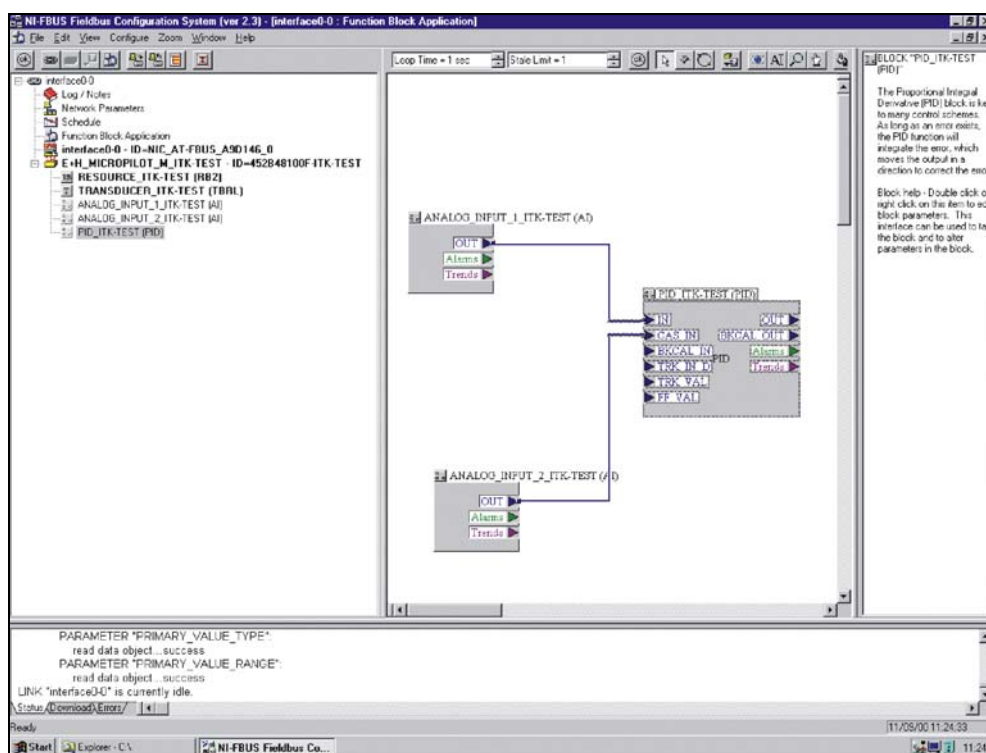 NI-FBUS Fieldbus Configuration System (ver 2.3) - [interface0-0 : Function Block Application]
File Edit View Configure Zoom Window Help
Loop Time = 1 sec
Stale Limit = 1
interface0-0
Log / Notes
Network Parameters
Schedule
Function Block Application
interface0-0 - ID=NIC_AT-FBUS_A9D146_0
E+H_MICROPILOT_M_ITK-TEST - ID=452B48100F-ITK-TEST
RESOURCE_ITK-TEST (RB2)
TRANSDUCER_ITK-TEST (TBRL)
ANALOG_INPUT_1_ITK-TEST (AI)
ANALOG_INPUT_2_ITK-TEST (AI)
PID_ITK-TEST (PID)
ANALOG_INPUT_1_ITK-TEST (AI)
OUT
Alarms
Trends
PID_ITK-TEST (PID)
IN
CAS_IN
BKCAL_IN
TRK_IN_D
TRK_VAL
FF_VAL
PID
OUT
BKCAL_OUT
Alarms
Trends
ANALOG_INPUT_2_ITK-TEST (AI)
OUT
Alarms
Trends
BLOCK "PID_ITK-TEST
(PID)"
The Proportional Integral
Derivative (PID) block is ke
to many control schemes.
As long as an error exists,
the PID function will
integrate the error, which
moves the output in a
direction to correct the erro
Block help - Double click o
right click on this item to ed
block parameters. This
interface can be used to ta
the block and to alter
parameters in the block.
PARAMETER "PRIMARY_VALUE_TYPE":
read data object...success
PARAMETER "PRIMARY_VALUE_RANGE":
read data object...success
LINK "interface0-0" is currently idle.
Status Download Errors
Ready
11/09/00 11:24:33
Start
Explorer - C:\
NI-FBUS Fieldbus Co...
11:24